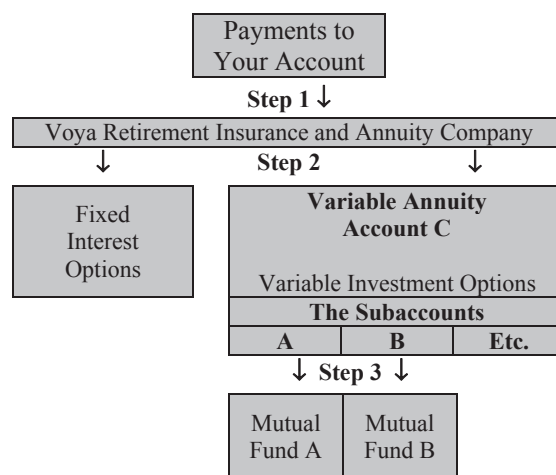 Payments to
Your Account
Step 1 ↓
Voya Retirement Insurance and Annuity Company
↓ Step 2 ↓
Fixed
Interest
Options
Variable Annuity
Account C
Variable Investment Options
The Subaccounts
A B Etc.
↓ Step 3 ↓
Mutual
Fund A
Mutual
Fund B